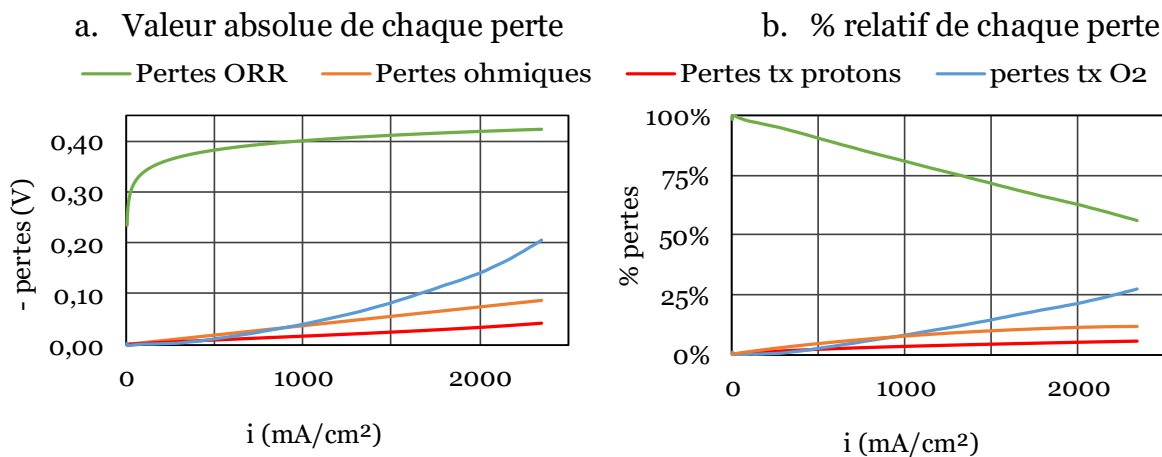 a. Valeur absolue de chaque perte
b. % relatif de chaque perte
Pertes ORR
Pertes ohmiques
Pertes tx protons
pertes tx O2
- pertes (V)
0,40
0,30
0,20
0,10
0,00
0
1000
2000
i (mA/cm²)
% pertes
100%
75%
50%
25%
0%
0
1000
2000
i (mA/cm²)